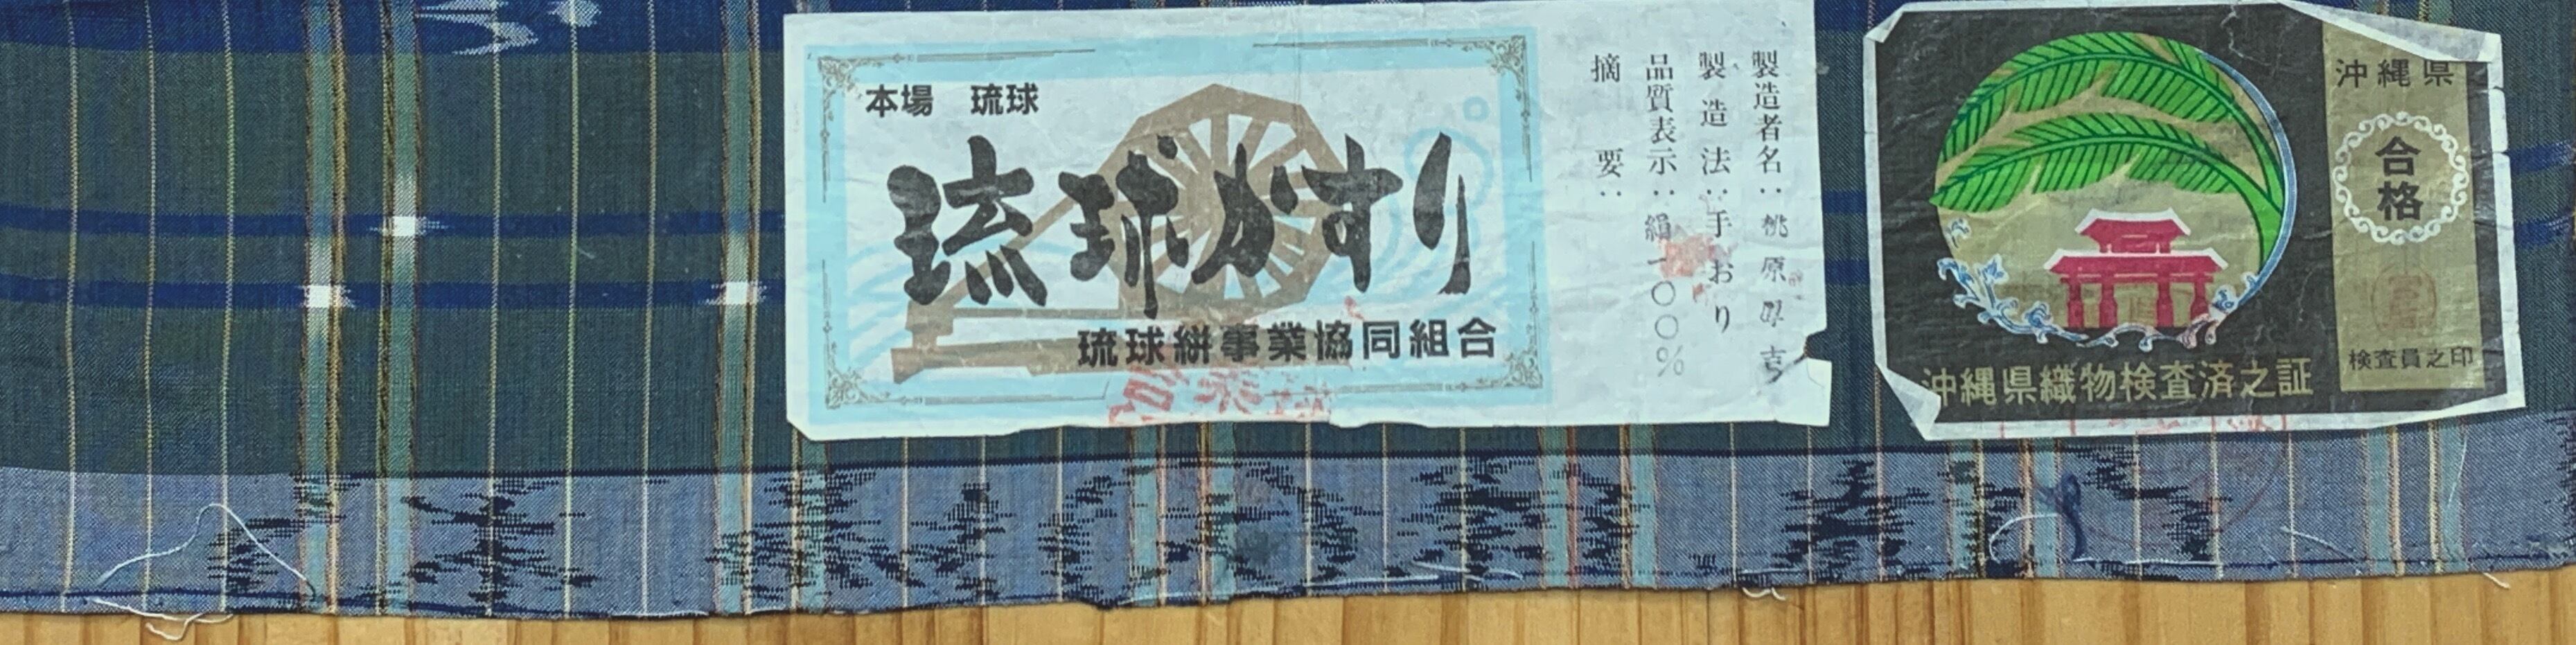 本場 琉球
琉球かすり
琉球絣事業協同組合
製造者名: 桃原
製造法: 手おり
品質表示: 絹一〇〇%
摘要:
沖縄県
合格
検査員之印
沖縄県織物検査済之証